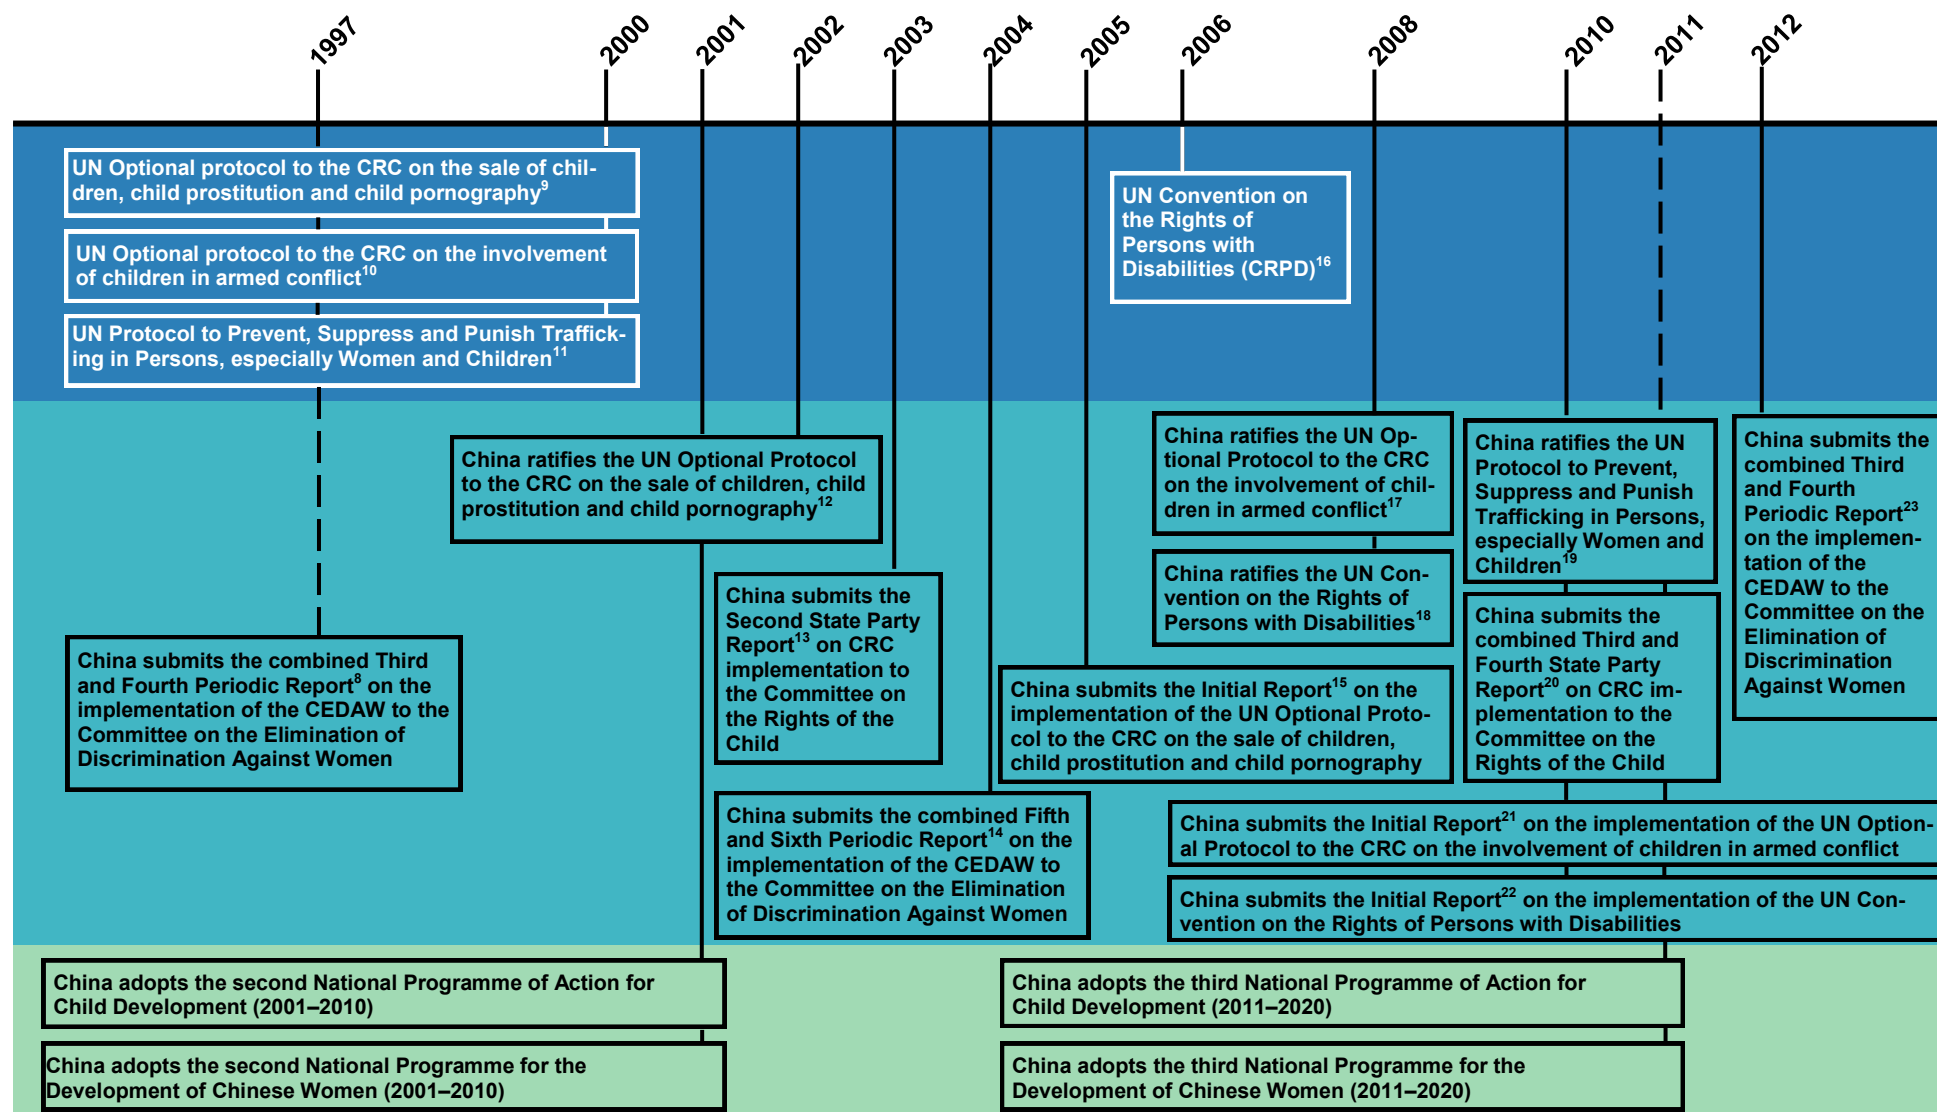 1997
2000
2001
2002
2003
2004
2005
2006
2008
2010
2011
2012
UN Optional protocol to the CRC on the sale of chil-
dren, child prostitution and child pornography9
UN Optional protocol to the CRC on the involvement
of children in armed conflict10
UN Protocol to Prevent, Suppress and Punish Traffick-
ing in Persons, especially Women and Children11
UN Convention on
the Rights of
Persons with
Disabilities (CRPD)16
China submits the combined Third
and Fourth Periodic Report8 on the
implementation of the CEDAW to the
Committee on the Elimination of
Discrimination Against Women
China ratifies the UN Optional Protocol
to the CRC on the sale of children, child
prostitution and child pornography12
China submits the
Second State Party
Report13 on CRC
implementation to
the Committee on
the Rights of the
Child
China submits the combined Fifth
and Sixth Periodic Report14 on the
implementation of the CEDAW to
the Committee on the Elimination
of Discrimination Against Women
China submits the Initial Report15 on the
implementation of the UN Optional Proto-
col to the CRC on the sale of children,
child prostitution and child pornography
China ratifies the UN Op-
tional Protocol to the CRC
on the involvement of chil-
dren in armed conflict17
China ratifies the UN Con-
vention on the Rights of
Persons with Disabilities18
China ratifies the UN
Protocol to Prevent,
Suppress and Punish
Trafficking in Persons,
especially Women and
Children19
China submits the
combined Third and
Fourth State Party
Report20 on CRC im-
plementation to the
Committee on the
Rights of the Child
China submits the Initial Report21 on the implementation of the UN Option-
al Protocol to the CRC on the involvement of children in armed conflict
China submits the Initial Report22 on the implementation of the UN Con-
vention on the Rights of Persons with Disabilities
China submits the
combined Third
and Fourth
Periodic Report23
on the implemen-
tation of the
CEDAW to the
Committee on the
Elimination of
Discrimination
Against Women
China adopts the second National Programme of Action for
Child Development (2001–2010)
China adopts the second National Programme for the
Development of Chinese Women (2001–2010)
China adopts the third National Programme of Action for
Child Development (2011–2020)
China adopts the third National Programme for the
Development of Chinese Women (2011–2020)